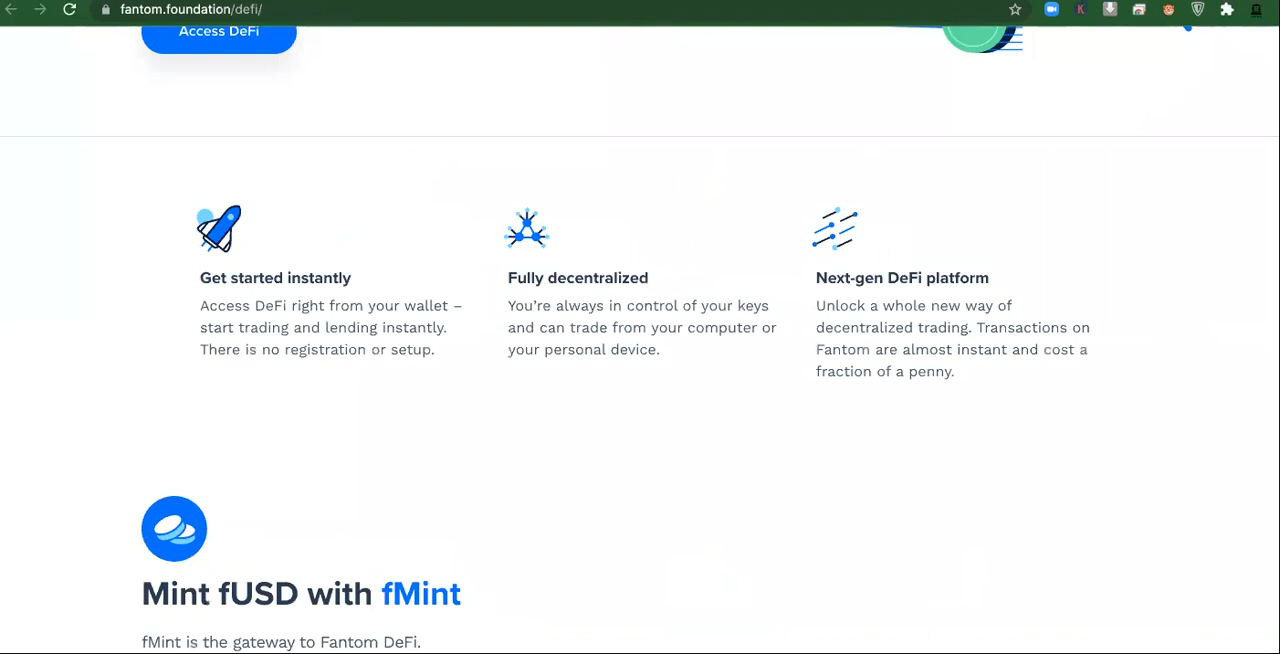 fantom.foundation/defi/
K
Access DeFi
Get started instantly
Access DeFi right from your wallet –
start trading and lending instantly.
There is no registration or setup.
Fully decentralized
You’re always in control of your keys
and can trade from your computer or
your personal device.
Next-gen DeFi platform
Unlock a whole new way of
decentralized trading. Transactions on
Fantom are almost instant and cost a
fraction of a penny.
Mint fUSD with fMint
fMint is the gateway to Fantom DeFi.